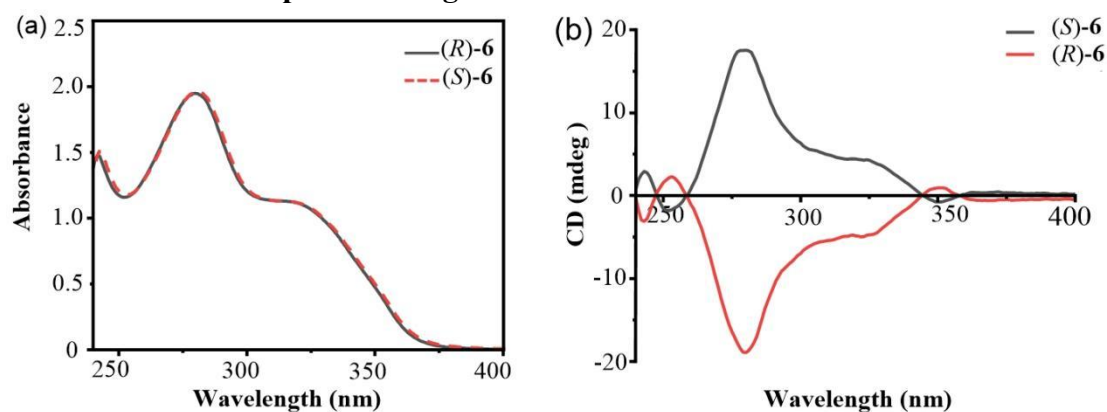 (a)
2.5
2.0
1.5
1.0
0.5
0
Absorbance
(R)-6
(S)-6
250 300 350 400
Wavelength (nm)
(b)
20
10
0
-10
-20
CD (mdeg )
(S)-6
(R)-6
250 300 350 400
Wavelength (nm)